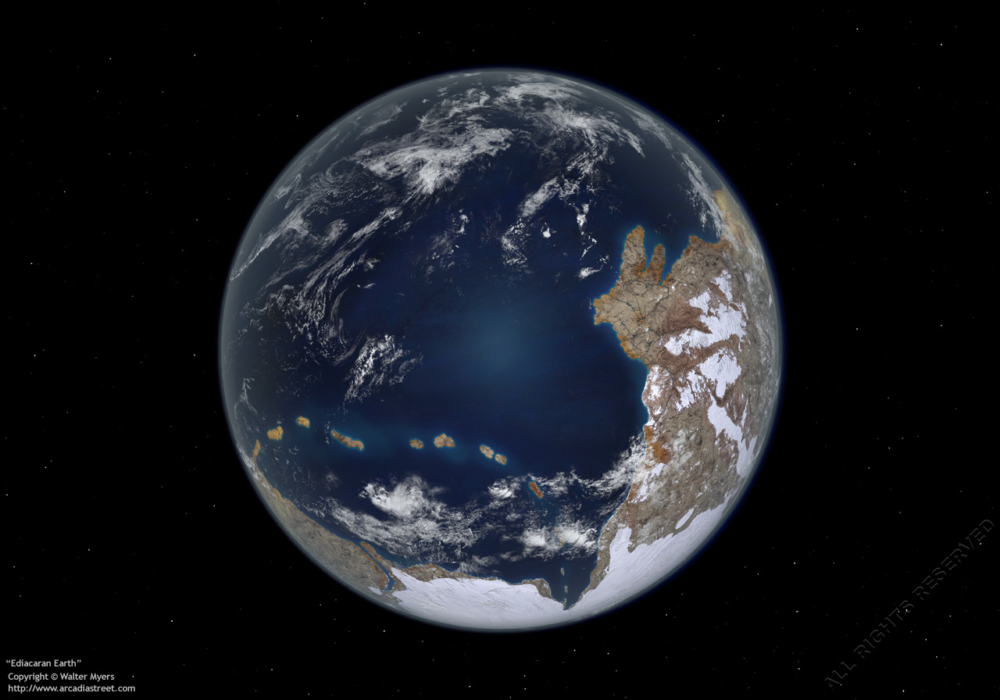 ALL RIGHTS RESERVED
“Ediacaran Earth”
Copyright © Walter Myers
http://www.arcadiastreet.com